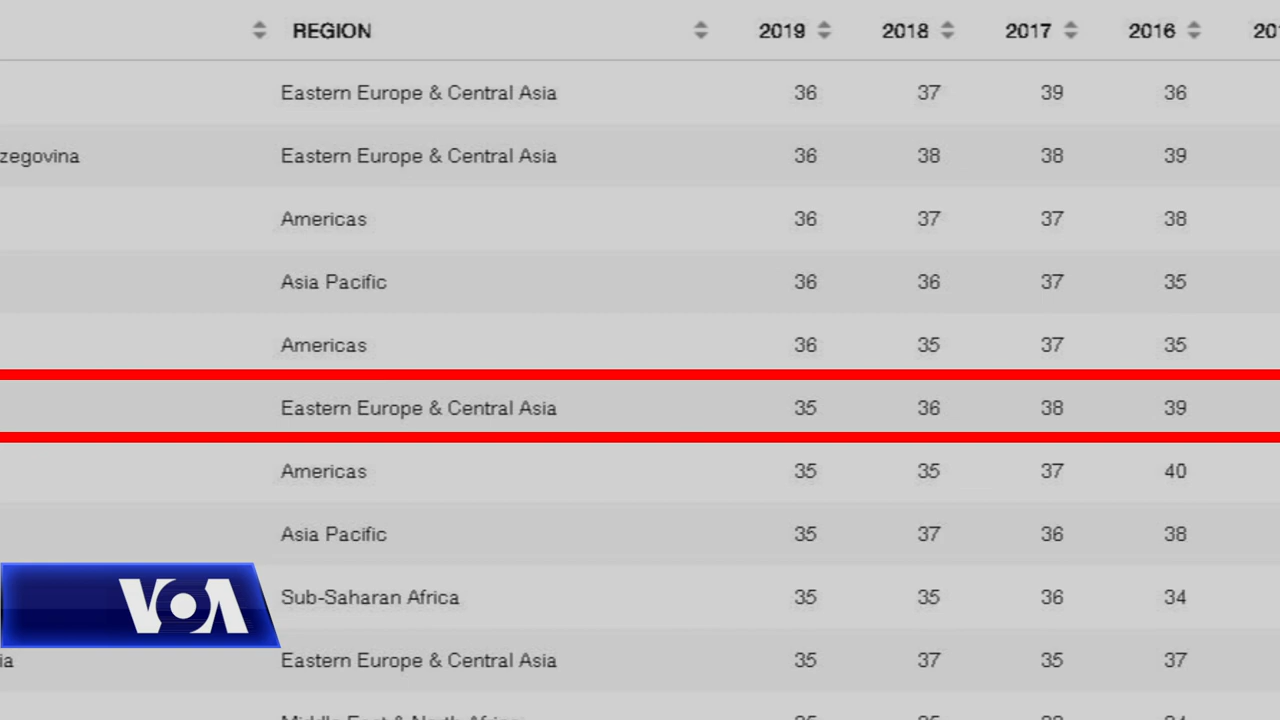 REGION 2019 2018 2017 2016 201
Eastern Europe & Central Asia 36 37 39 36
zegovina Eastern Europe & Central Asia 36 38 38 39
Americas 36 37 37 38
Asia Pacific 36 36 37 35
Americas 36 35 37 35
Eastern Europe & Central Asia 35 36 38 39
Americas 35 35 37 40
Asia Pacific 35 37 36 38
VOA Sub-Saharan Africa 35 35 36 34
ia Eastern Europe & Central Asia 35 37 35 37